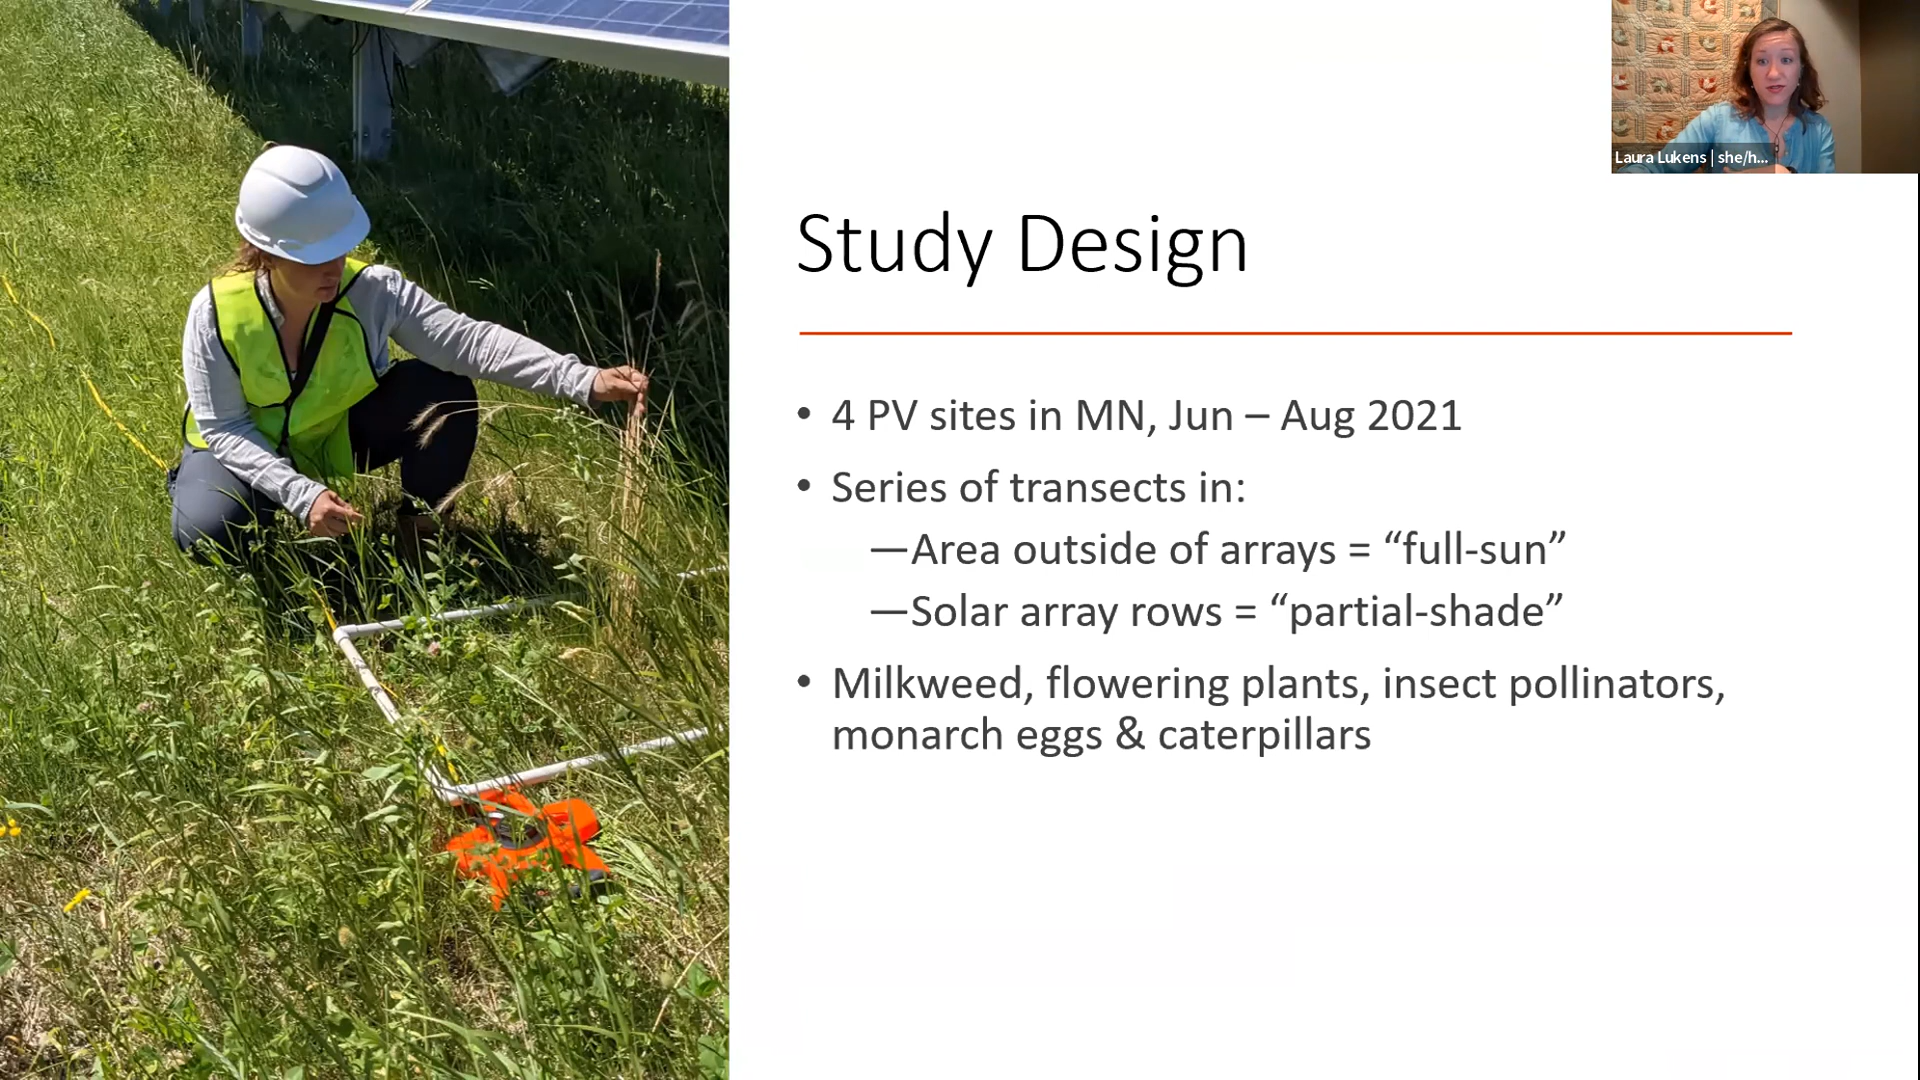 Laura Lukens | she/h...
Study Design
• 4 PV sites in MN, Jun – Aug 2021
• Series of transects in:
—Area outside of arrays = “full-sun”
—Solar array rows = “partial-shade”
• Milkweed, flowering plants, insect pollinators,
monarch eggs & caterpillars